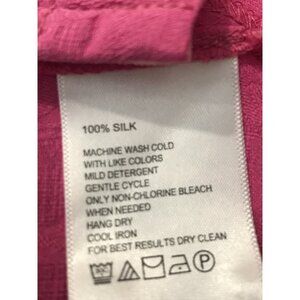 100% SILK
MACHINE WASH COLD
WITH LIKE COLORS
MILD DETERGENT
GENTLE CYCLE
ONLY NON-CHLORINE BLEACH
WHEN NEEDED
HANG DRY
COOL IRON
FOR BEST RESULTS DRY CLEAN
P